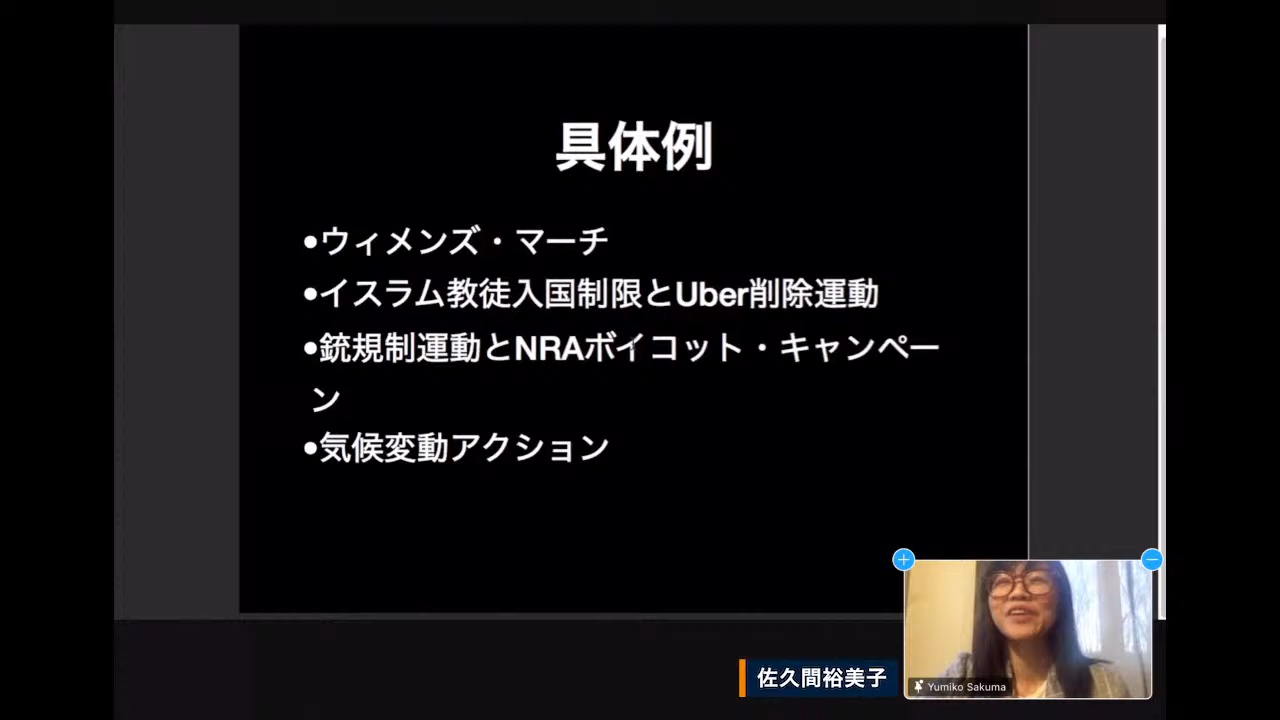 具体例
•ウィメンズ・マーチ
•イスラム教徒入国制限とUber削除運動
•銃規制運動とNRAボイコット・キャンペー
ン
•気候変動アクション
佐久間裕美子
Yumiko Sakuma